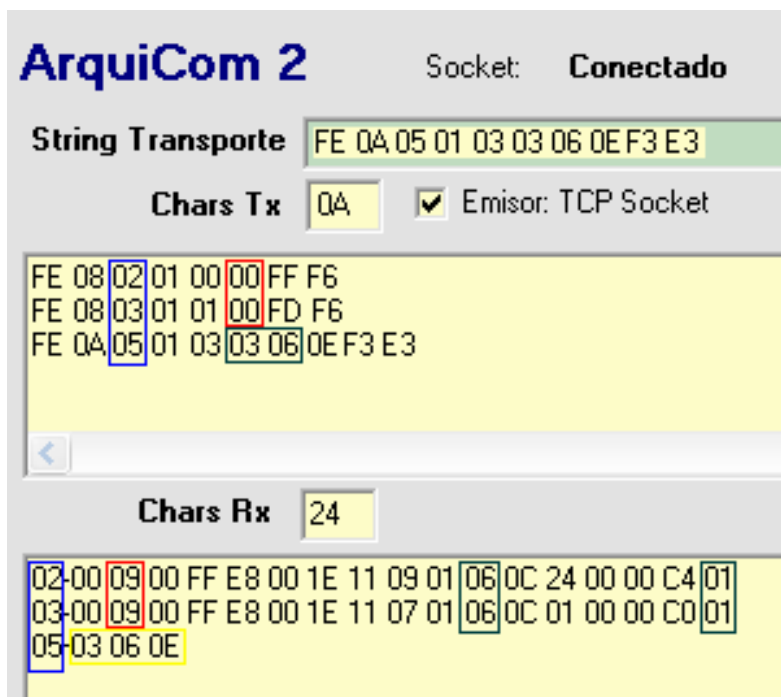 ArquiCom 2 Socket: Conectado
String Transporte FE 0A 05 01 03 03 06 0E F3 E3
Chars Tx 0A Emisor: TCP Socket
FE 08 02 01 00 00 FF F6
FE 08 03 01 01 00 FD F6
FE 0A 05 01 03 03 06 0E F3 E3
Chars Rx 24
02-00 09 00 FF E8 00 1E 11 09 01 06 0C 24 00 00 C4 01
03-00 09 00 FF E8 00 1E 11 07 01 06 0C 01 00 00 C0 01
05-03 06 0E